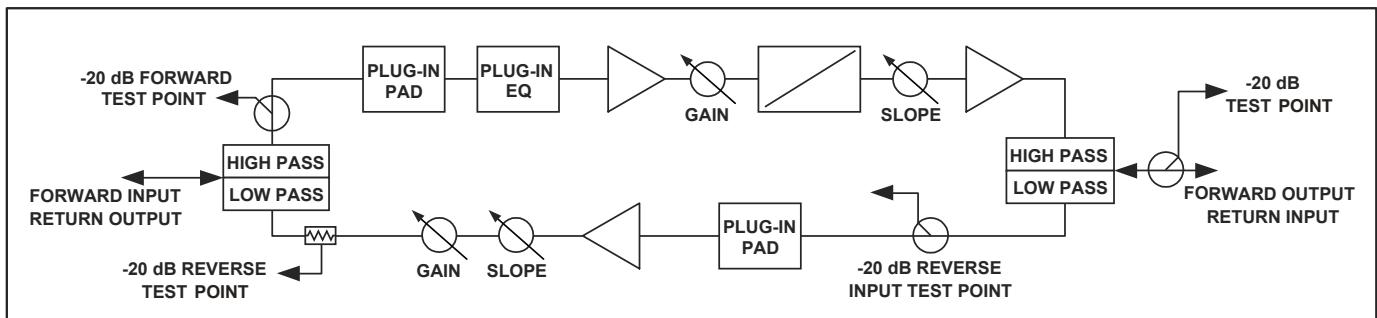 -20 dB FORWARD
TEST POINT
PLUG-IN
PAD
PLUG-IN
EQ
GAIN
SLOPE
-20 dB
TEST POINT
HIGH PASS
LOW PASS
FORWARD INPUT
RETURN OUTPUT
HIGH PASS
LOW PASS
FORWARD OUTPUT
RETURN INPUT
-20 dB REVERSE
TEST POINT
GAIN
SLOPE
PLUG-IN
PAD
-20 dB REVERSE
INPUT TEST POINT